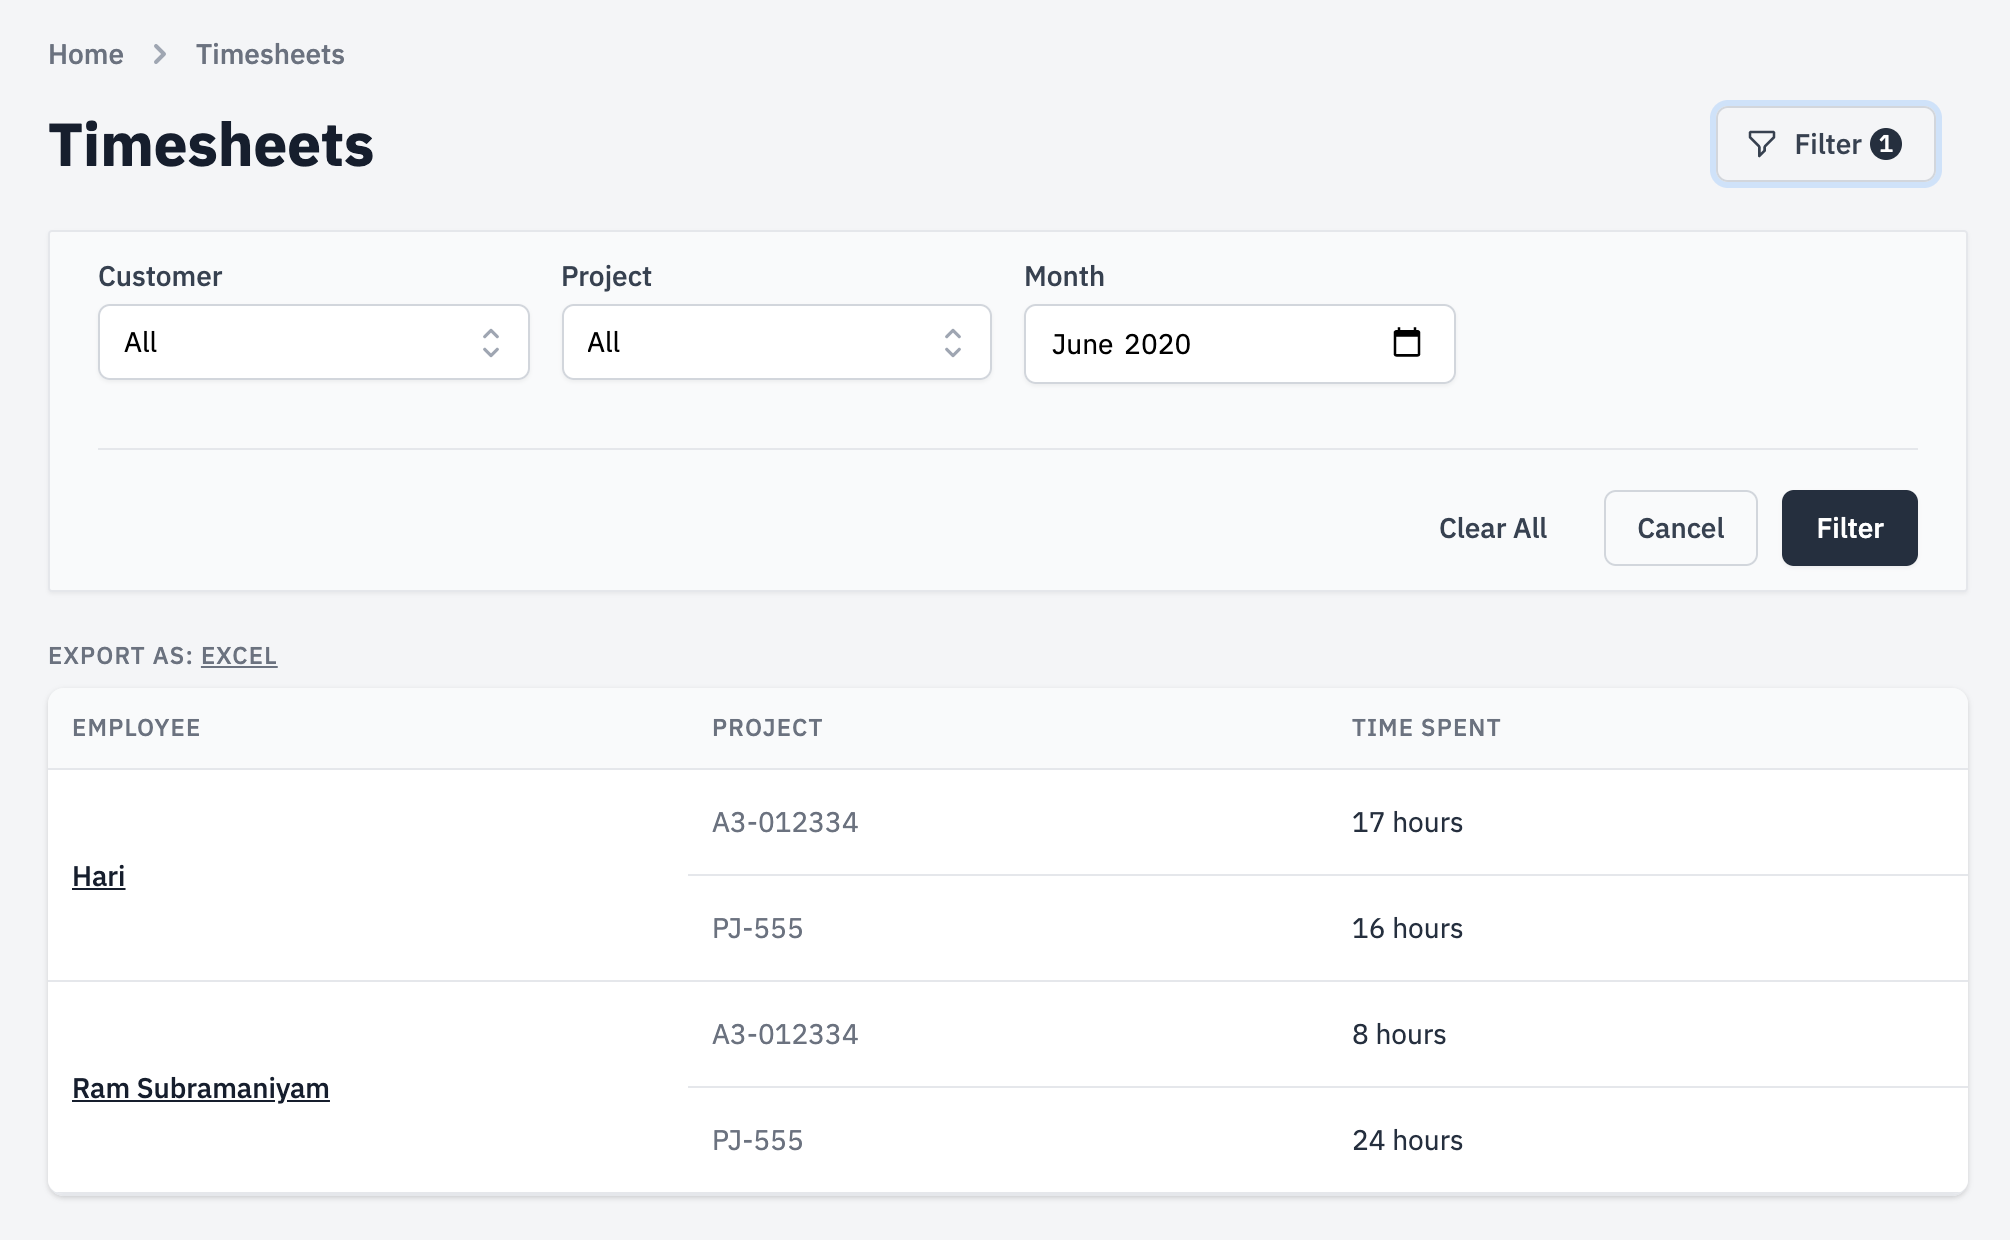 Home > Timesheets
Timesheets
Filter 1
Customer Project Month
All All June 2020
Clear All Cancel Filter
EXPORT AS: EXCEL
EMPLOYEE PROJECT TIME SPENT
Hari
A3-012334 17 hours
PJ-555 16 hours
Ram Subramaniyam
A3-012334 8 hours
PJ-555 24 hours